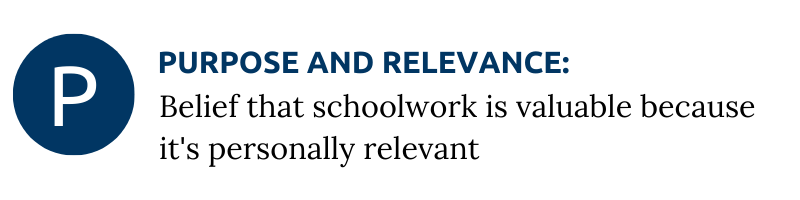 P
PURPOSE AND RELEVANCE:
Belief that schoolwork is valuable because
it's personally relevant